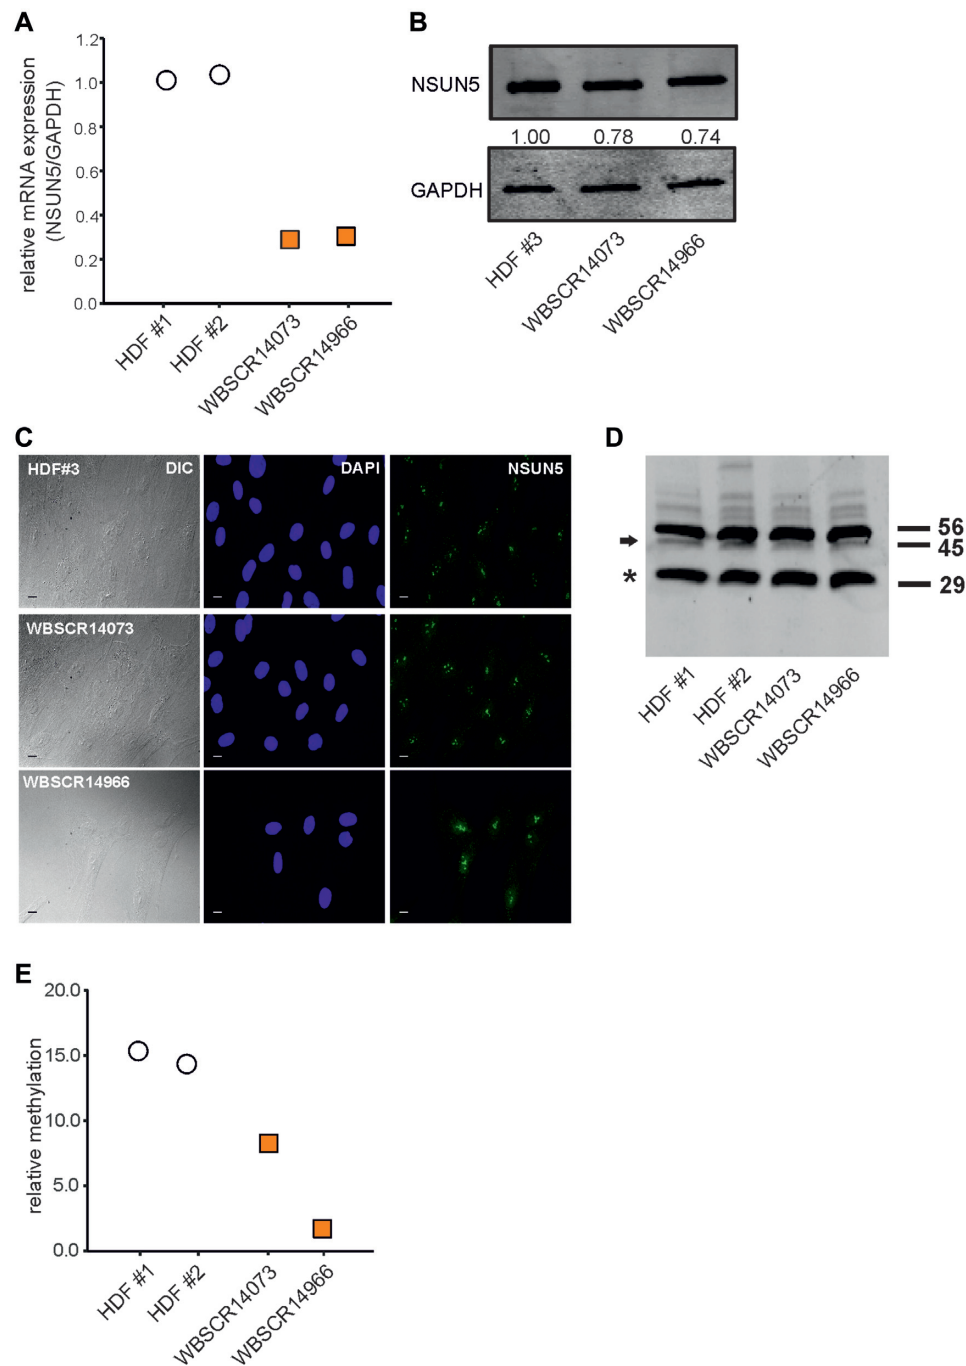 A
relative mRNA expression
(NSUN5/GAPDH)
1.2
1.0
0.8
0.6
0.4
0.2
0.0
HDF #1
HDF #2
WBSCR14073
WBSCR14966
B
NSUN5
1.00 0.78 0.74
GAPDH
HDF #3
WBSCR14073
WBSCR14966
C
HDF#3 DIC DAPI NSUN5
WBSCR14073
WBSCR14966
D
56
45
* 29
HDF #1
HDF #2
WBSCR14073
WBSCR14966
E
relative methylation
20.0
15.0
10.0
5.0
0.0
HDF #1
HDF #2
WBSCR14073
WBSCR14966